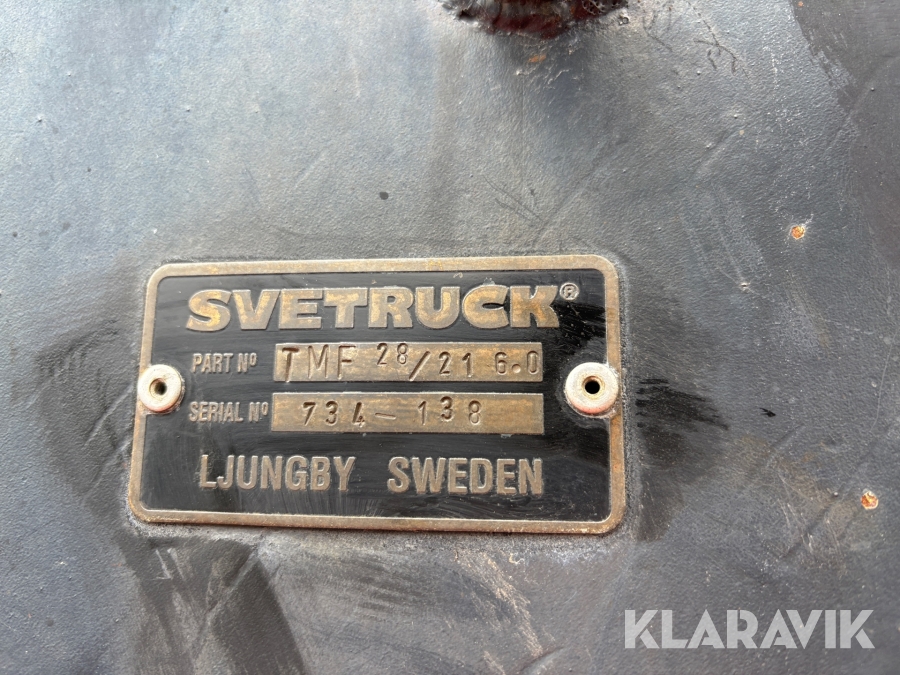 SVETRUCK®
PART Nº TMF 28/21 6.0
SERIAL Nº 734-138
LJUNGBY SWEDEN
KLARAVIK